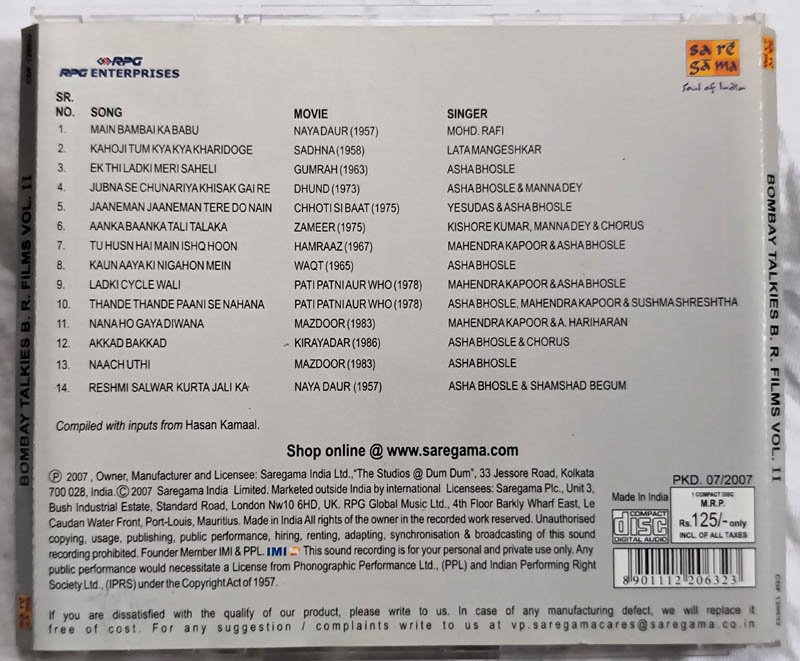 RPG
RPG ENTERPRISES
sa re
ga ma
Soul of India
SR.
NO. SONG MOVIE SINGER
1. MAIN BAMBAI KA BABU NAYA DAUR (1957) MOHD. RAFI
2. KAHOJI TUM KYA KYA KHARIDOGE SADHNA (1958) LATA MANGESHKAR
3. EK THI LADKI MERI SAHELI GUMRAH (1963) ASHA BHOSLE
4. JUBNA SE CHUNARIYA KHISAK GAI RE DHUND (1973) ASHA BHOSLE & MANNA DEY
5. JAANEMAN JAANEMAN TERE DO NAIN CHHOTI SI BAAT (1975) YESUDAS & ASHA BHOSLE
6. AANKA BAANKA TALI TALAKA ZAMEER (1975) KISHORE KUMAR, MANNA DEY & CHORUS
7. TU HUSN HAI MAIN ISHQ HOON HAMRAAZ (1967) MAHENDRA KAPOOR & ASHA BHOSLE
8. KAUN AAYA KI NIGAHON MEIN WAQT (1965) ASHA BHOSLE
9. LADKI CYCLE WALI PATI PATNI AUR WHO (1978) MAHENDRA KAPOOR & ASHA BHOSLE
10. THANDE THANDE PAANI SE NAHANA PATI PATNI AUR WHO (1978) ASHA BHOSLE, MAHENDRA KAPOOR & SUSHMA SHRESHTHA
11. NANA HO GAYA DIWANA MAZDOOR (1983) MAHENDRA KAPOOR & A. HARIHARAN
12. AKKAD BAKKAD KIRAYADAR (1986) ASHA BHOSLE & CHORUS
13. NAACH UTHI MAZDOOR (1983) ASHA BHOSLE
14. RESHMI SALWAR KURTA JALI KA NAYA DAUR (1957) ASHA BHOSLE & SHAMSHAD BEGUM
Compiled with inputs from Hasan Kamaal.
Shop online @ www.saregama.com
Ⓟ 2007 , Owner, Manufacturer and Licensee: Saregama India Ltd.,"The Studios @ Dum Dum", 33 Jessore Road, Kolkata
700 028, India. © 2007 Saregama India Limited. Marketed outside India by international Licensees: Saregama Plc., Unit 3,
Bush Industrial Estate, Standard Road, London Nw10 6HD, UK. RPG Global Music Ltd., 4th Floor Barkly Wharf East, Le
Caudan Water Front, Port-Louis, Mauritius. Made in India All rights of the owner in the recorded work reserved. Unauthorised
copying, usage, publishing, public performance, hiring, renting, adapting, synchronisation & broadcasting of this sound
recording prohibited. Founder Member IMI & PPL. IMI This sound recording is for your personal and private use only. Any
public performance would necessitate a License from Phonographic Performance Ltd., (PPL) and Indian Performing Right
Society Ltd., (IPRS) under the Copyright Act of 1957.
PKD. 07/2007
Made In India
COMPACT
disc
DIGITAL AUDIO
1 COMPACT DISC
M.R.P.
Rs. 125/- only
INCL. OF ALL TAXES
8901112206323
If you are dissatisfied with the quality of our product, please write to us. In case of any manufacturing defect, we will replace it
free of cost. For any suggestion / complaints write to us at vp.saregamacares@saregama.co.in
BOMBAY TALKIES B. R. FILMS VOL. II
BOMBAY TALKIES B. R. FILMS VOL. II